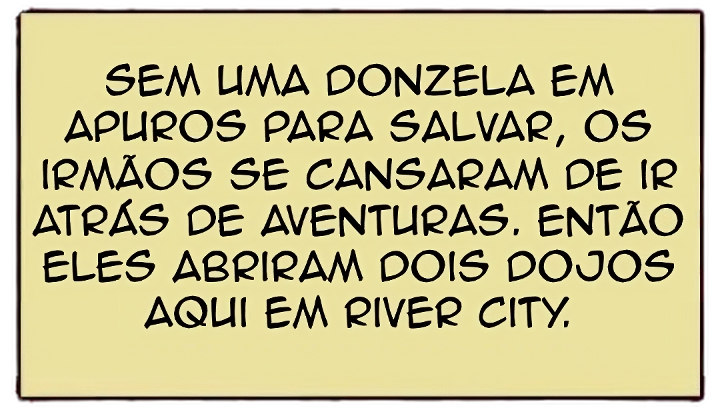 SEM UMA DONZELA EM
APUROS PARA SALVAR, OS
IRMÃOS SE CANSARAM DE IR
ATRÁS DE AVENTURAS. ENTÃO
ELES ABRIRAM DOIS DOJOS
AQUI EM RIVER CITY.